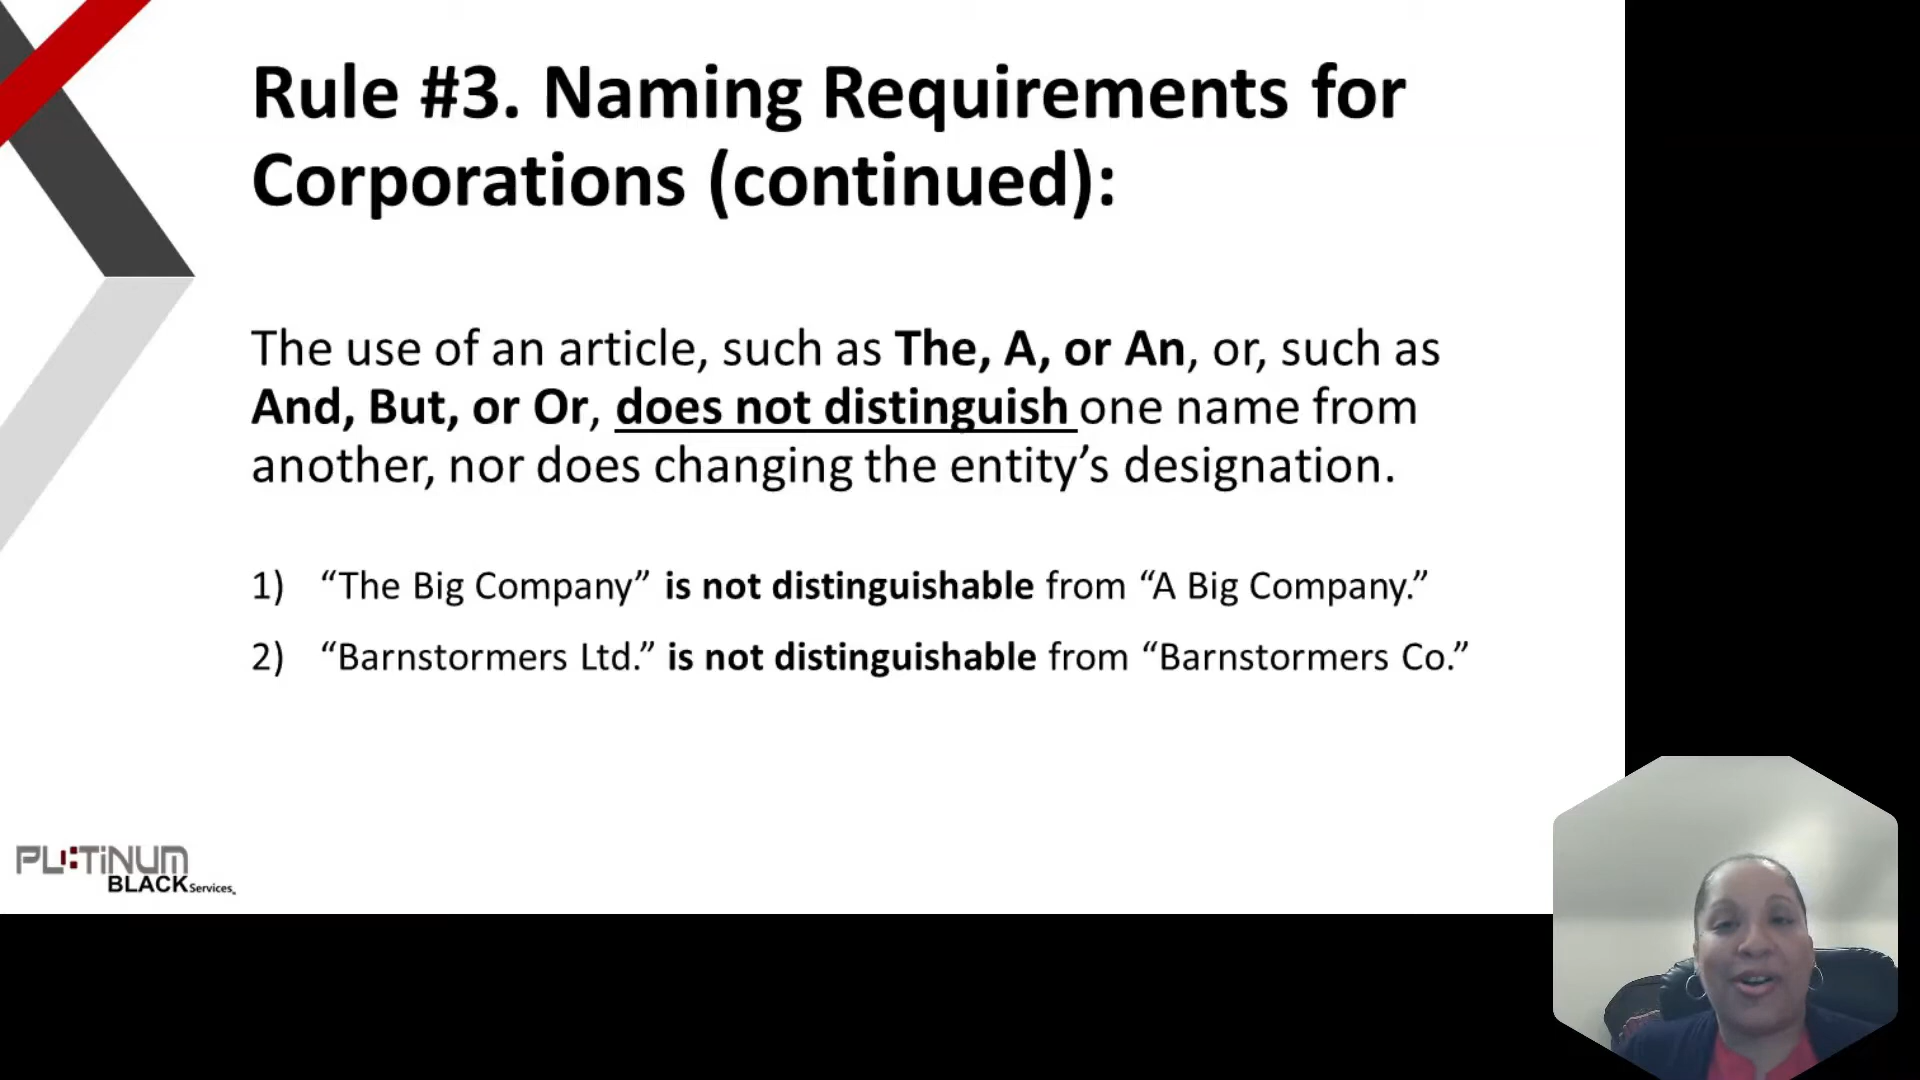 Rule #3. Naming Requirements for
Corporations (continued):
The use of an article, such as The, A, or An, or, such as
And, But, or Or, does not distinguish one name from
another, nor does changing the entity’s designation.
1) “The Big Company” is not distinguishable from “A Big Company.”
2) “Barnstormers Ltd.” is not distinguishable from “Barnstormers Co.”
PLATINUM
BLACK Services